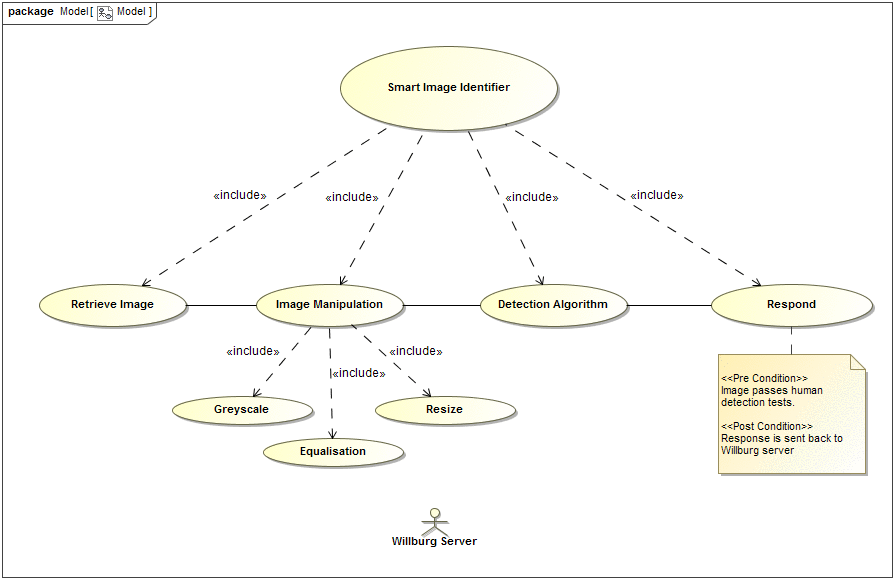 package Model [ Model ]
Smart Image Identifier
«include»
«include»
«include»
«include»
Retrieve Image
Image Manipulation
Detection Algorithm
Respond
«include»
«include»
«include»
Greyscale
Resize
Equalisation
<<Pre Condition>>
Image passes human
detection tests.
<<Post Condition>>
Response is sent back to
Willburg server
Willburg Server